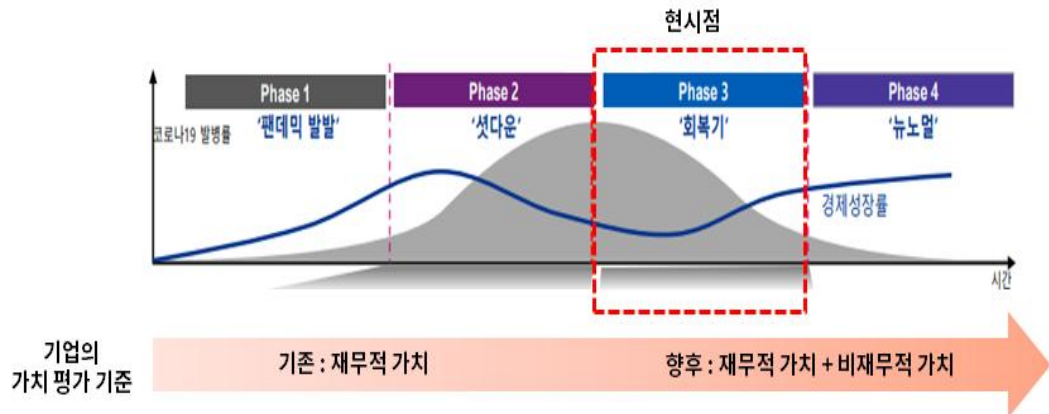 현시점
Phase 1
Phase 2
Phase 3
Phase 4
코로나19 발병률
'팬데믹 발발'
'셧다운'
'회복기'
'뉴노멀'
경제성장률
시간
기업의
가치 평가 기준
기존 : 재무적 가치
향후 : 재무적 가치 + 비재무적 가치